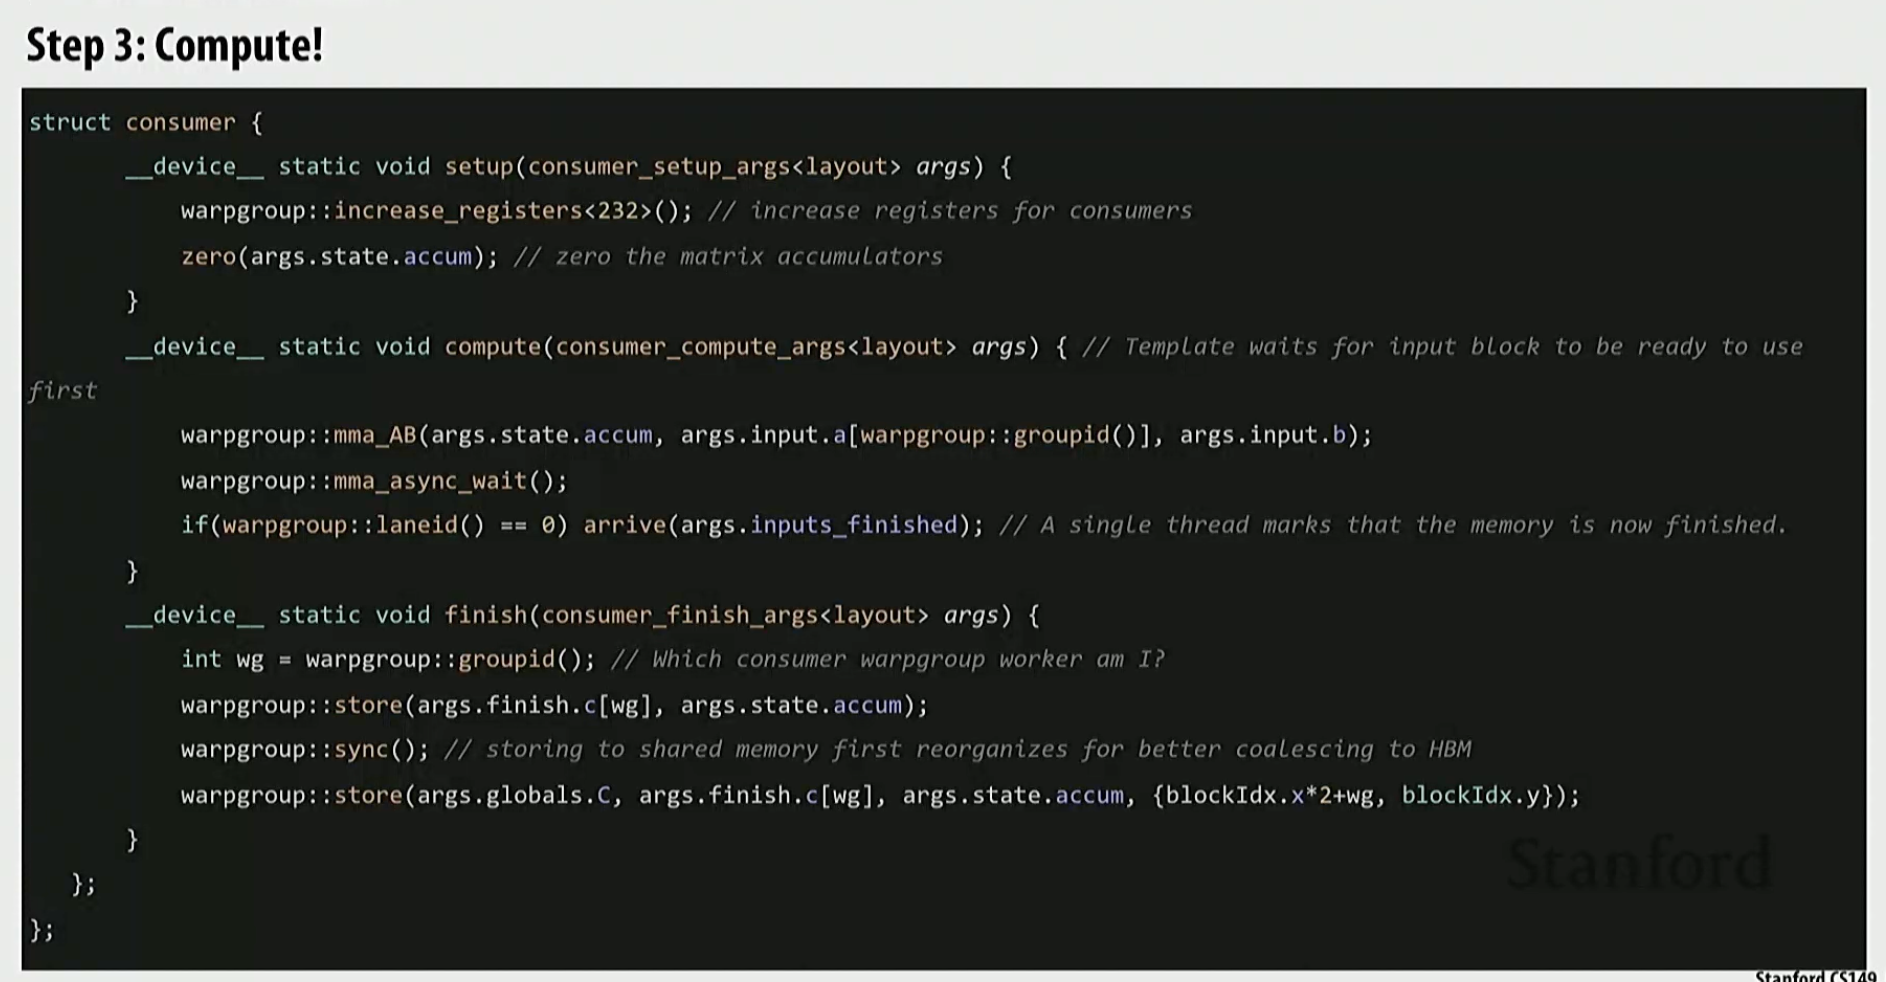 Step 3: Compute!
struct consumer {
__device__ static void setup(consumer_setup_args<layout> args) {
warpgroup::increase_registers<232>(); // increase registers for consumers
zero(args.state.accum); // zero the matrix accumulators
}
__device__ static void compute(consumer_compute_args<layout> args) { // Template waits for input block to be ready to use
first
warpgroup::mma_AB(args.state.accum, args.input.a[warpgroup::groupid()], args.input.b);
warpgroup::mma_async_wait();
if(warpgroup::laneid() == 0) arrive(args.inputs_finished); // A single thread marks that the memory is now finished.
}
__device__ static void finish(consumer_finish_args<layout> args) {
int wg = warpgroup::groupid(); // Which consumer warpgroup worker am I?
warpgroup::store(args.finish.c[wg], args.state.accum);
warpgroup::sync(); // storing to shared memory first reorganizes for better coalescing to HBM
warpgroup::store(args.globals.C, args.finish.c[wg], args.state.accum, {blockIdx.x*2+wg, blockIdx.y});
}
};
};
Stanford
Stanford CS149